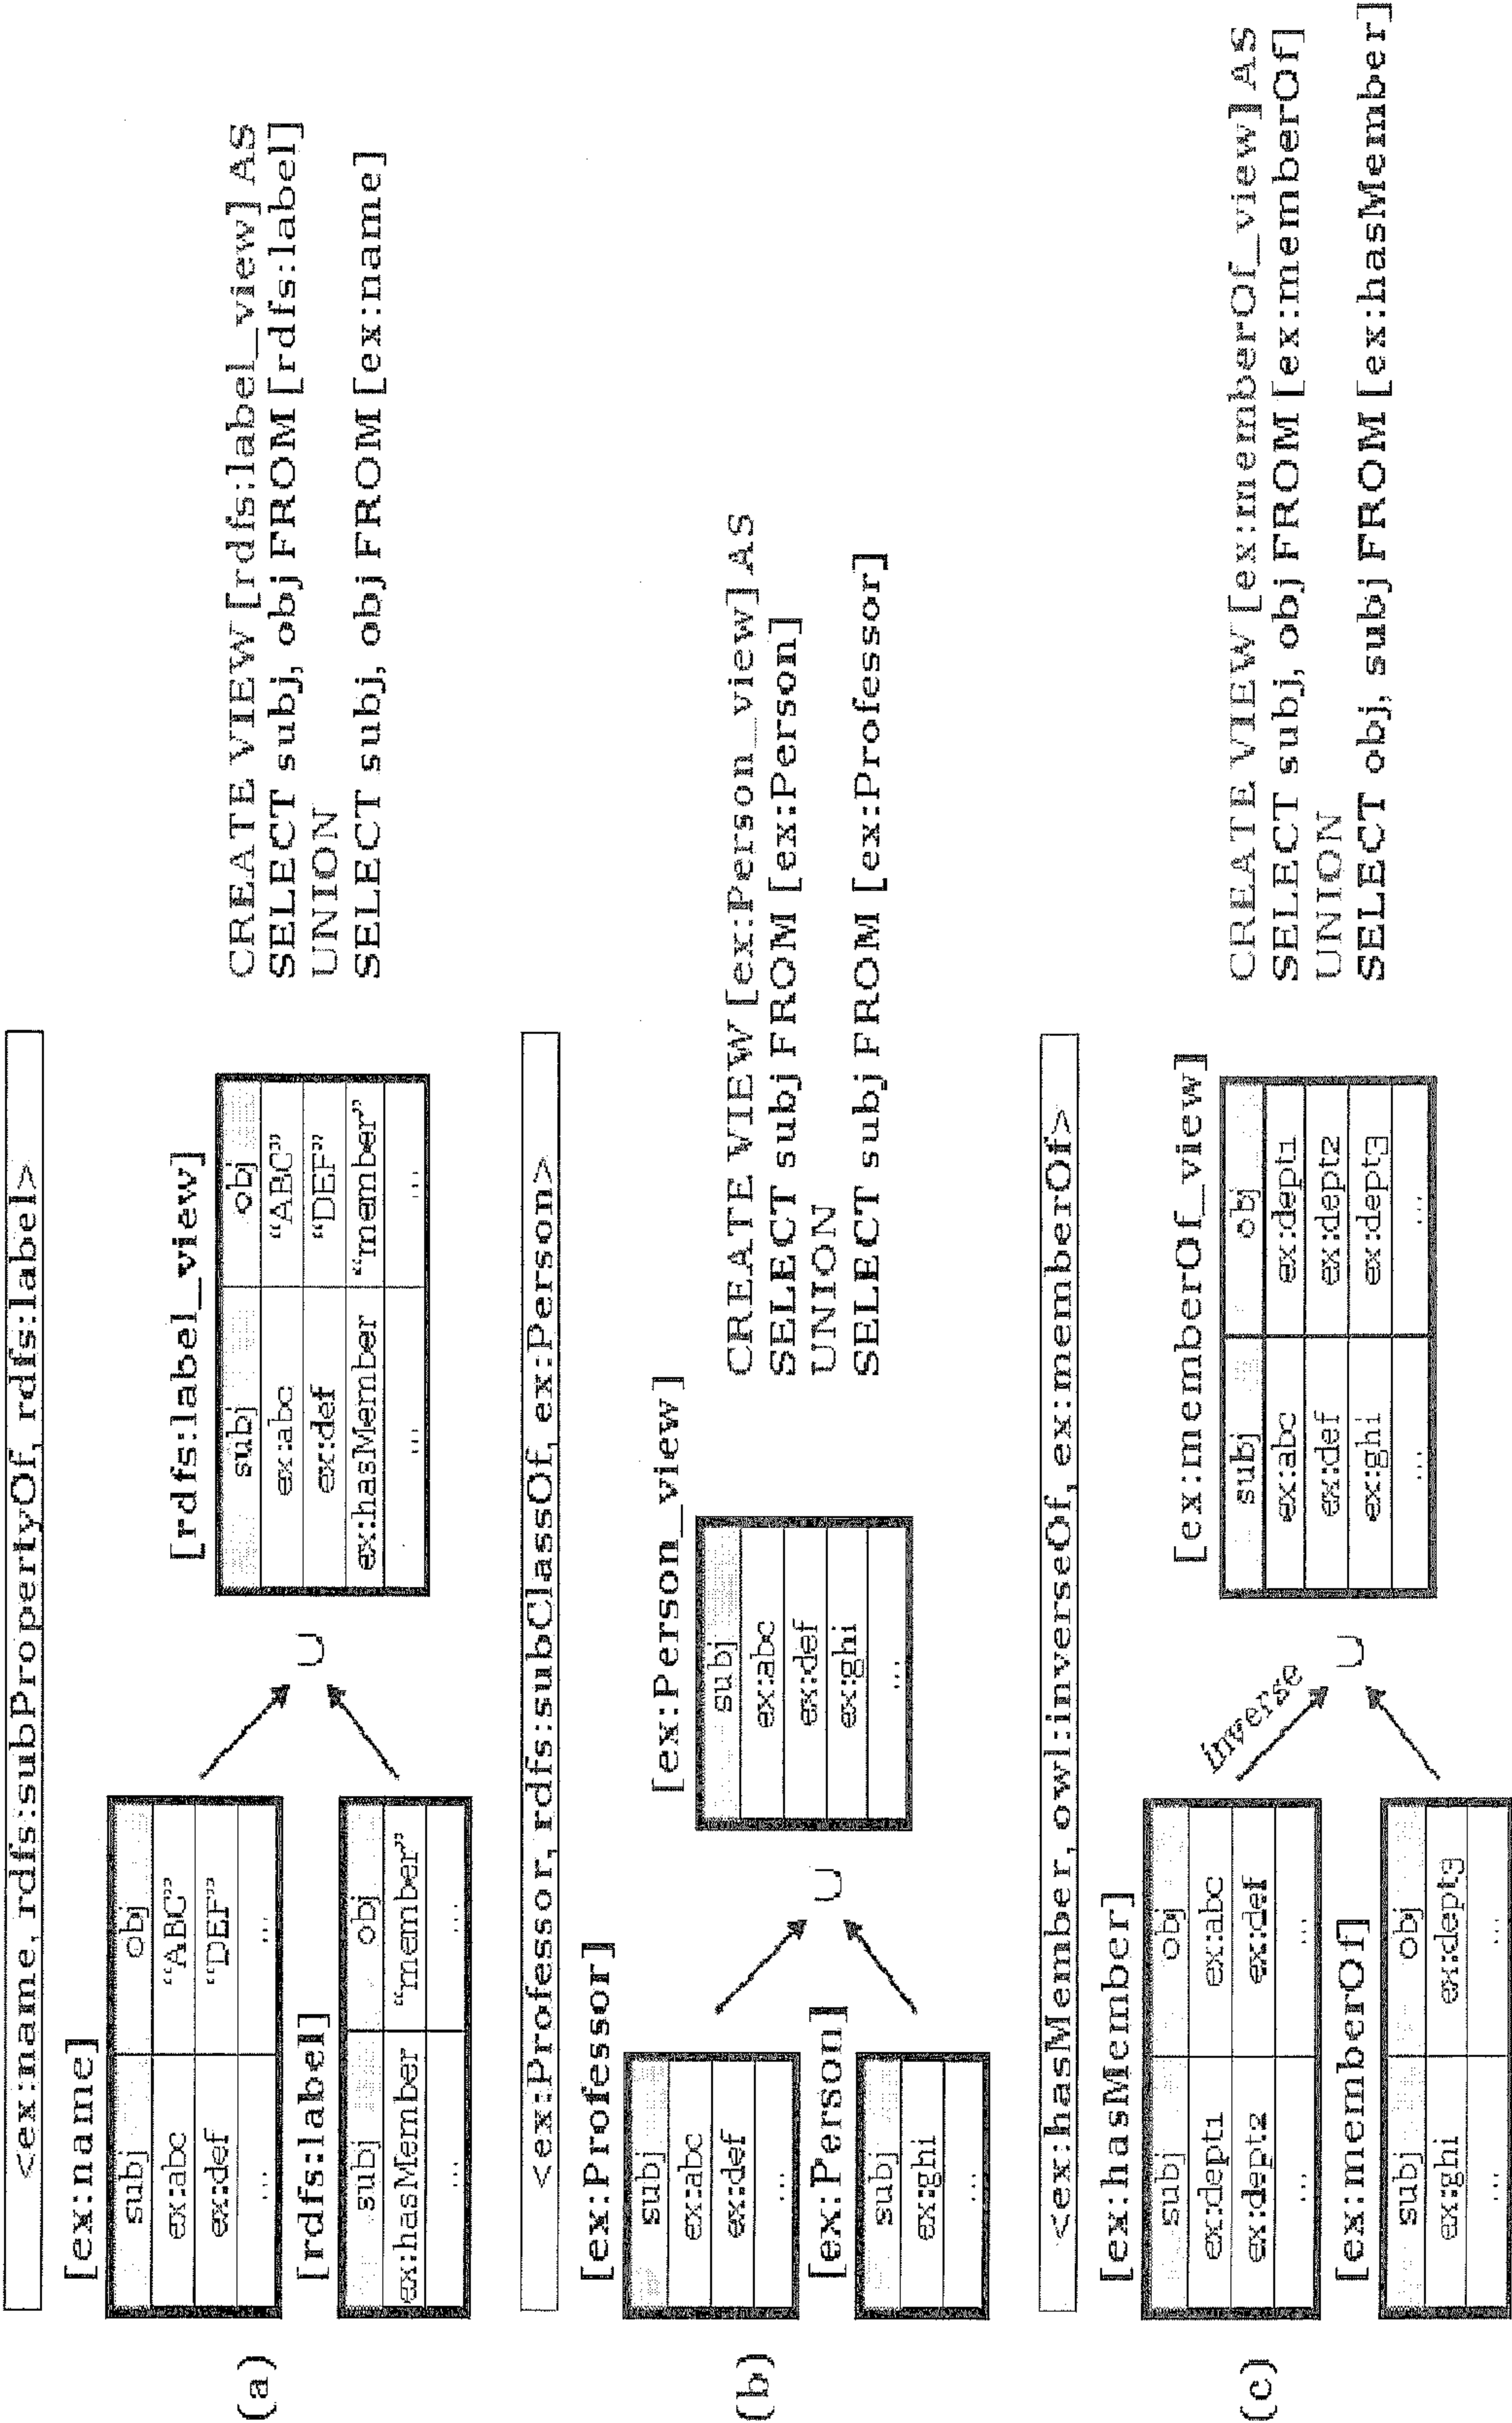 <ex:name, rdfs:subPropertyOf, rdfs:label>
(a)
[ex:name]
subj obj
ex:abc “ABC”
ex:def “DEF”
... ...
[rdfs:label]
subj obj
ex:hasMember “member”
... ...
∪
[rdfs:label_view]
subj obj
ex:abc “ABC”
ex:def “DEF”
ex:hasMember “member”
... ...
CREATE VIEW [rdfs:label_view] AS
SELECT subj, obj FROM [rdfs:label]
UNION
SELECT subj, obj FROM [ex:name]
<ex:Professor, rdfs:subClassOf, ex:Person>
(b)
[ex:Professor]
subj
ex:abc
ex:def
...
[ex:Person]
subj
ex:ghi
...
∪
[ex:Person_view]
subj
ex:abc
ex:def
ex:ghi
...
CREATE VIEW [ex:Person_view] AS
SELECT subj FROM [ex:Person]
UNION
SELECT subj FROM [ex:Professor]
<ex:hasMember, owl:inverseOf, ex:memberOf>
(c)
[ex:hasMember]
subj obj
ex:dept1 ex:abc
ex:dept2 ex:def
... ...
[ex:memberOf]
subj obj
ex:ghi ex:dept3
... ...
inverse
∪
[ex:memberOf_view]
subj obj
ex:abc ex:dept1
ex:def ex:dept2
ex:ghi ex:dept3
... ...
CREATE VIEW [ex:memberOf_view] AS
SELECT subj, obj FROM [ex:memberOf]
UNION
SELECT obj, subj FROM [ex:hasMember]